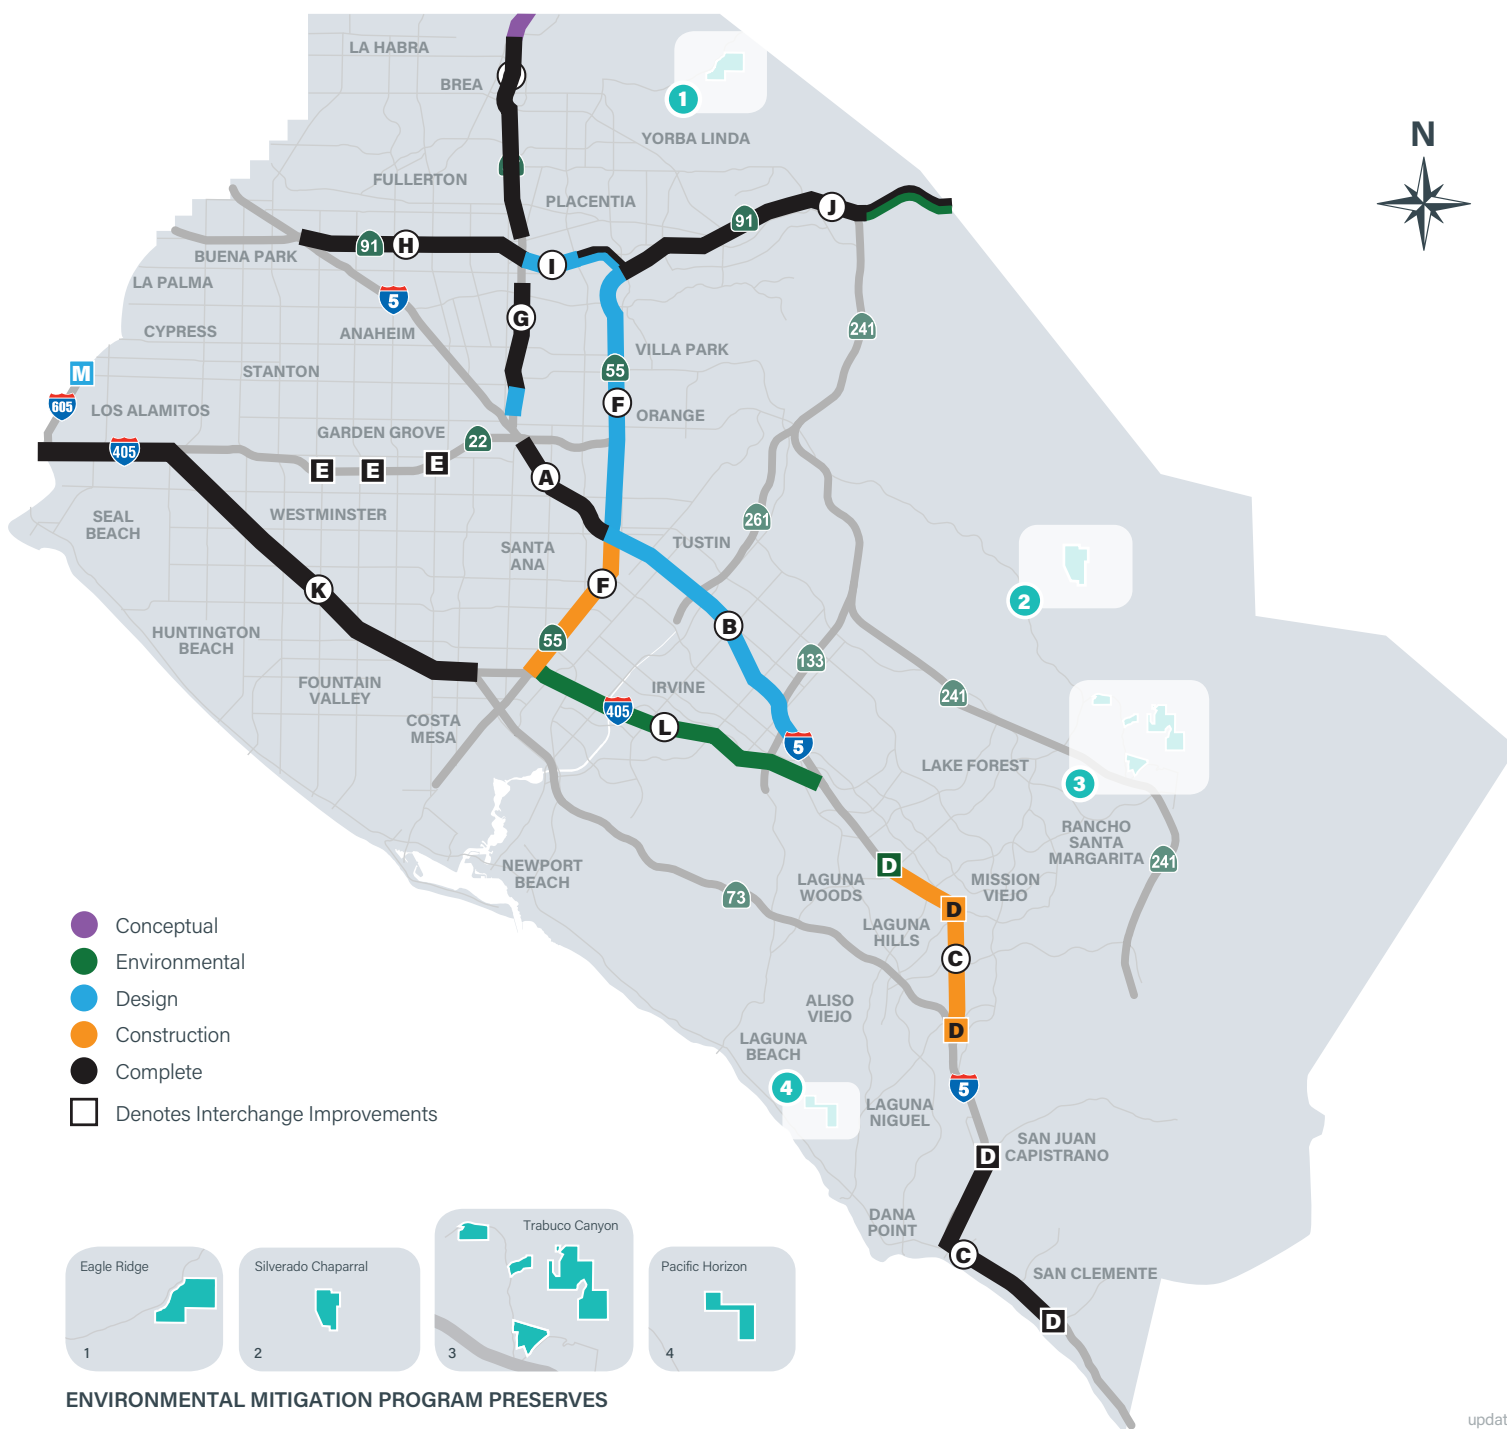 LA HABRA
BREA
1
YORBA LINDA
N
FULLERTON
PLACENTIA
J
91
91
H
I
BUENA PARK
LA PALMA
5
G
CYPRESS
ANAHEIM
241
VILLA PARK
STANTON
55
M
605
LOS ALAMITOS
F
ORANGE
GARDEN GROVE
22
405
E
E
E
A
SEAL
BEACH
WESTMINSTER
261
SANTA
ANA
TUSTIN
F
K
2
B
HUNTINGTON
BEACH
55
133
FOUNTAIN
VALLEY
IRVINE
241
405
L
COSTA
MESA
5
LAKE FOREST
3
RANCHO
SANTA
MARGARITA
241
NEWPORT
BEACH
D
LAGUNA
WOODS
MISSION
VIEJO
73
D
LAGUNA
HILLS
C
ALISO
VIEJO
D
LAGUNA
BEACH
4
5
LAGUNA
NIGUEL
SAN JUAN
CAPISTRANO
D
DANA
POINT
C
SAN CLEMENTE
D
Conceptual
Environmental
Design
Construction
Complete
Denotes Interchange Improvements
Eagle Ridge
1
Silverado Chaparral
2
Trabuco Canyon
3
Pacific Horizon
4
ENVIRONMENTAL MITIGATION PROGRAM PRESERVES